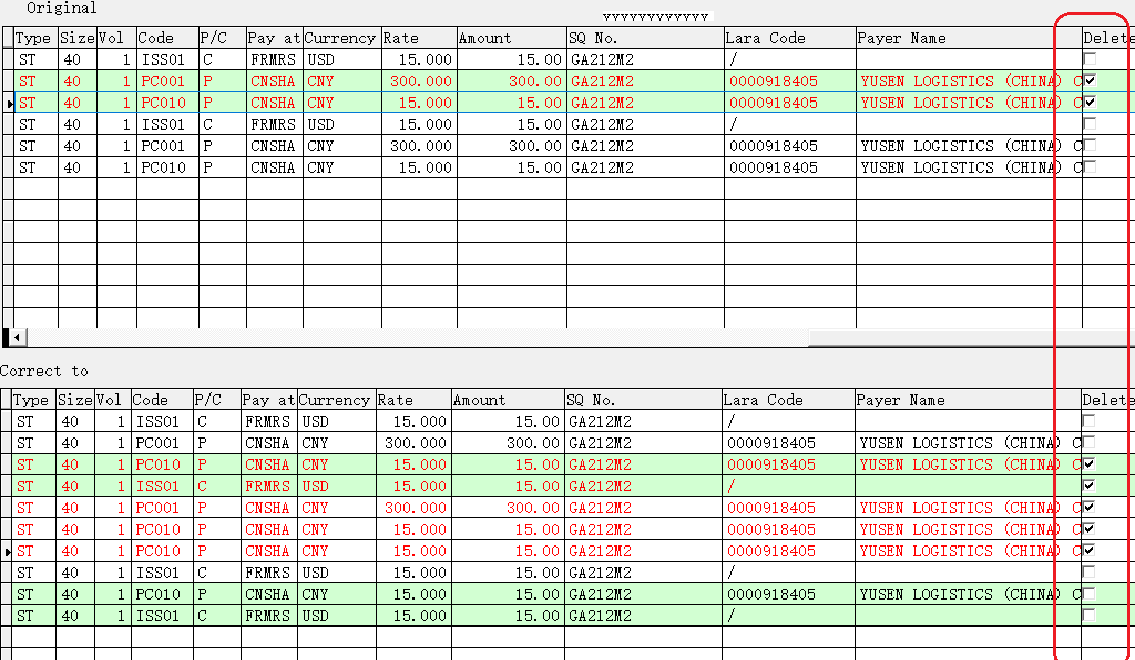 Original
YYYYYYYYYYYY
Type Size Vol Code P/C Pay at Currency Rate Amount SQ No. Lara Code Payer Name Delete
ST 40 1 ISS01 C FRMRS USD 15.000 15.00 GA212M2 /
ST 40 1 PC001 P CNSHA CNY 300.000 300.00 GA212M2 0000918405 YUSEN LOGISTICS (CHINA) C
ST 40 1 PC010 P CNSHA CNY 15.000 15.00 GA212M2 0000918405 YUSEN LOGISTICS (CHINA) C
ST 40 1 ISS01 C FRMRS USD 15.000 15.00 GA212M2 /
ST 40 1 PC001 P CNSHA CNY 300.000 300.00 GA212M2 0000918405 YUSEN LOGISTICS (CHINA) C
ST 40 1 PC010 P CNSHA CNY 15.000 15.00 GA212M2 0000918405 YUSEN LOGISTICS (CHINA) C
Correct to
Type Size Vol Code P/C Pay at Currency Rate Amount SQ No. Lara Code Payer Name Delete
ST 40 1 ISS01 C FRMRS USD 15.000 15.00 GA212M2 /
ST 40 1 PC001 P CNSHA CNY 300.000 300.00 GA212M2 0000918405 YUSEN LOGISTICS (CHINA) C
ST 40 1 PC010 P CNSHA CNY 15.000 15.00 GA212M2 0000918405 YUSEN LOGISTICS (CHINA) C
ST 40 1 ISS01 C FRMRS USD 15.000 15.00 GA212M2 /
ST 40 1 PC001 P CNSHA CNY 300.000 300.00 GA212M2 0000918405 YUSEN LOGISTICS (CHINA) C
ST 40 1 PC010 P CNSHA CNY 15.000 15.00 GA212M2 0000918405 YUSEN LOGISTICS (CHINA) C
ST 40 1 PC010 P CNSHA CNY 15.000 15.00 GA212M2 0000918405 YUSEN LOGISTICS (CHINA) C
ST 40 1 ISS01 C FRMRS USD 15.000 15.00 GA212M2 /
ST 40 1 PC010 P CNSHA CNY 15.000 15.00 GA212M2 0000918405 YUSEN LOGISTICS (CHINA) C
ST 40 1 ISS01 C FRMRS USD 15.000 15.00 GA212M2 /